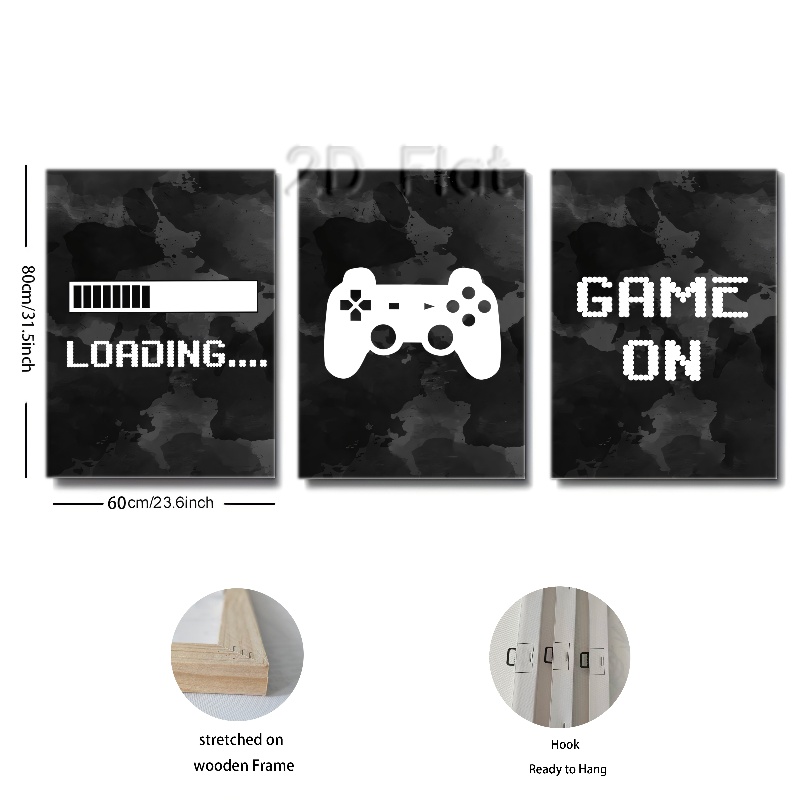 2D Flat
80cm/31.5inch
LOADING....
GAME
ON
60cm/23.6inch
stretched on
wooden Frame
Hook
Ready to Hang